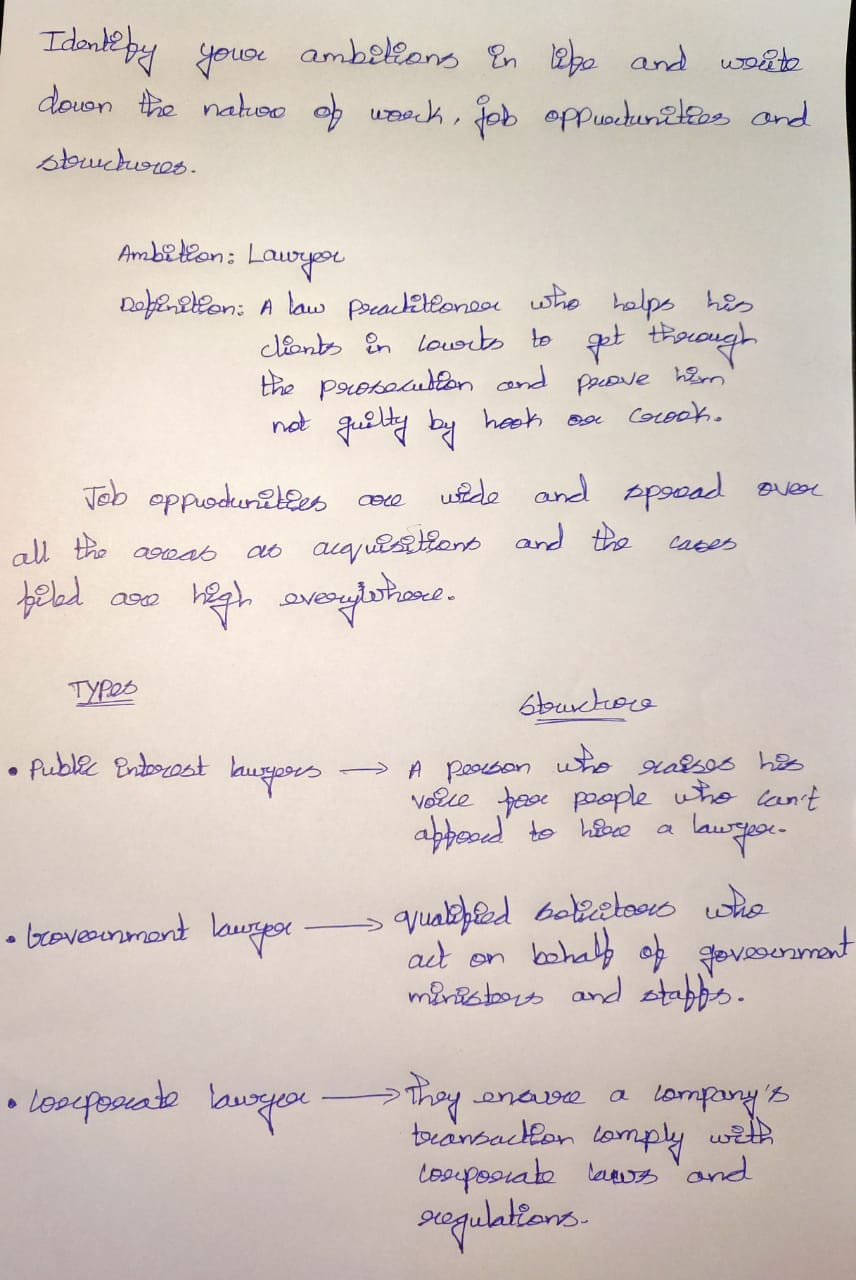 Identify your ambitions in life and write
down the nature of work, job oppurtunities and
structures.
Ambition: Lawyer
Definition: A law practitioner who helps his
clients in courts to get through
the prosecution and prove him
not guilty by hook or crook.
Job oppurtunities are wide and spread over
all the areas as acquisitions and the cases
filed are high everywhere.
TYPES
Structure
• Public interest lawyers → A person who raises his
voice for people who can't
afford to hire a lawyer.
• Government lawyer → qualified solicitors who
act on behalf of government
ministers and staffs.
• Corporate lawyer → They ensure a company's
transaction comply with
corporate laws and
regulations.